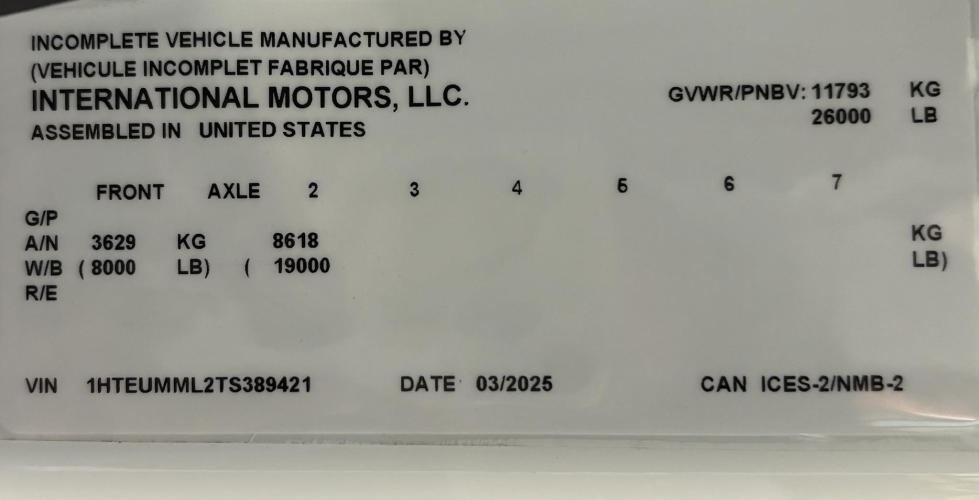 INCOMPLETE VEHICLE MANUFACTURED BY
(VEHICULE INCOMPLET FABRIQUE PAR)
INTERNATIONAL MOTORS, LLC.
ASSEMBLED IN UNITED STATES
GVWR/PNBV: 11793 KG
26000 LB
FRONT AXLE 2 3 4 5 6 7
G/P
A/N 3629 KG 8618 KG
W/B ( 8000 LB) ( 19000 LB)
R/E
VIN 1HTEUMML2TS389421 DATE 03/2025 CAN ICES-2/NMB-2